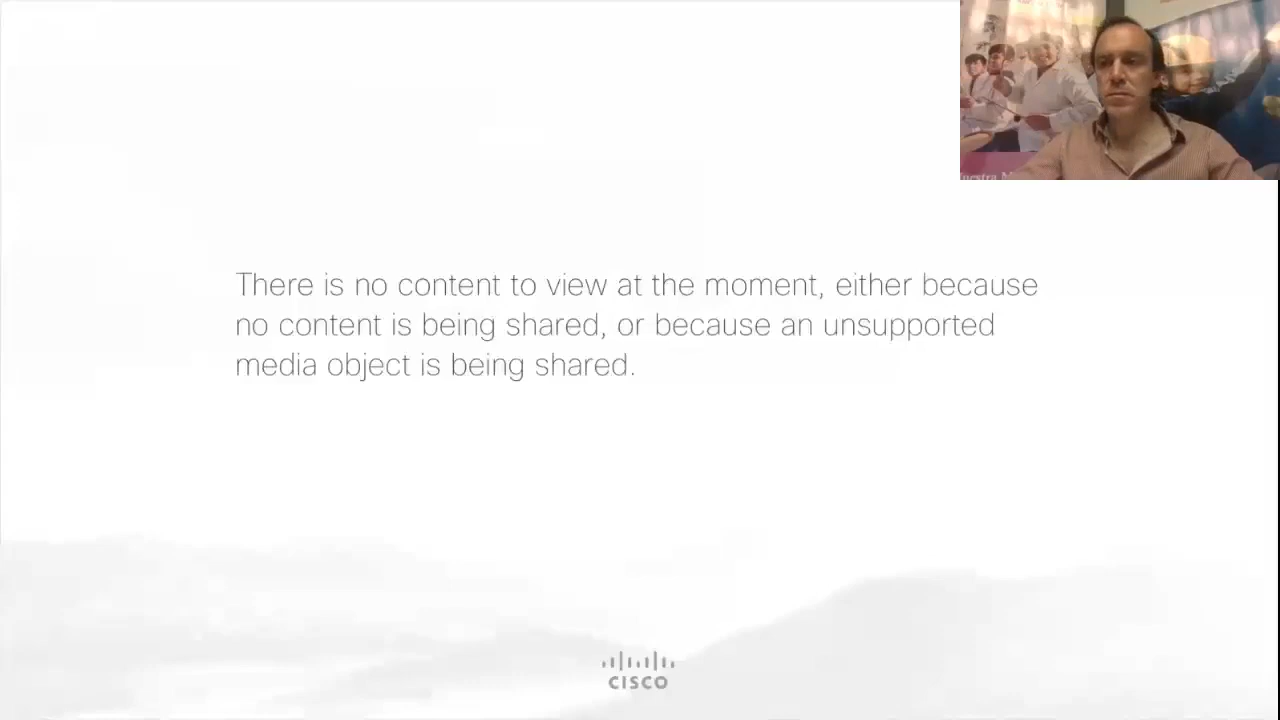 There is no content to view at the moment, either because
no content is being shared, or because an unsupported
media object is being shared.
CISCO